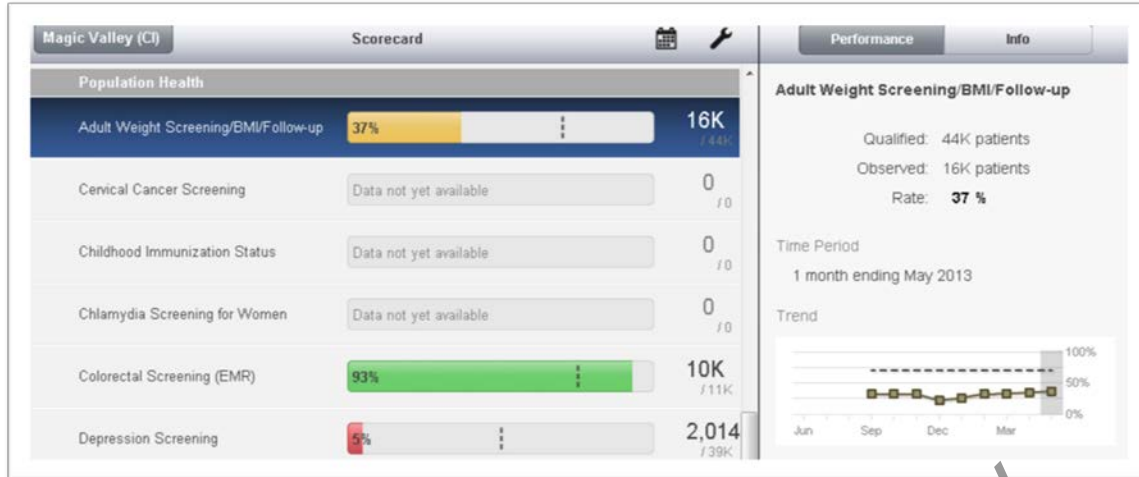 Magic Valley (CI)
Scorecard
Population Health
Adult Weight Screening/BMI/Follow-up
37%
16K
/ 44K
Cervical Cancer Screening
Data not yet available
0
/ 0
Childhood Immunization Status
Data not yet available
0
/ 0
Chlamydia Screening for Women
Data not yet available
0
/ 0
Colorectal Screening (EMR)
93%
10K
/ 11K
Depression Screening
5%
2,014
/ 39K
Performance
Info
Adult Weight Screening/BMI/Follow-up
Qualified: 44K patients
Observed: 16K patients
Rate: 37 %
Time Period
1 month ending May 2013
Trend
100%
50%
0%
Jun Sep Dec Mar